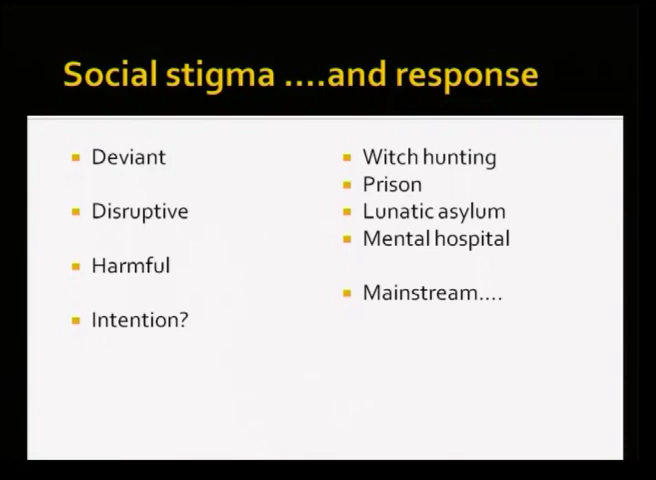 Social stigma ....and response
Deviant
Disruptive
Harmful
Intention?
Witch hunting
Prison
Lunatic asylum
Mental hospital
Mainstream....